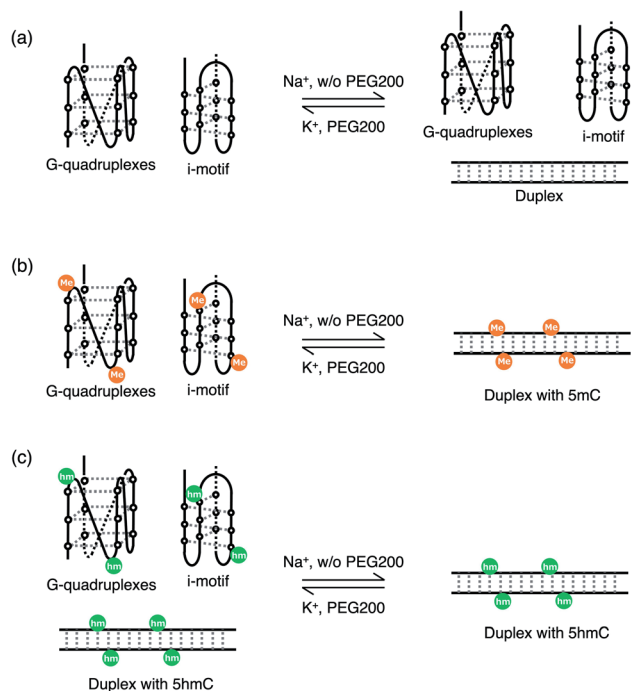 (a)
G-quadruplexes
i-motif
Na⁺, w/o PEG200
K⁺, PEG200
G-quadruplexes
i-motif
Duplex
(b)
Me
Me
G-quadruplexes
Me
Me
i-motif
Na⁺, w/o PEG200
K⁺, PEG200
Me
Me
Me
Me
Duplex with 5mC
(c)
hm
hm
G-quadruplexes
hm
hm
i-motif
hm
hm
hm
hm
Duplex with 5hmC
Na⁺, w/o PEG200
K⁺, PEG200
hm
hm
hm
hm
Duplex with 5hmC